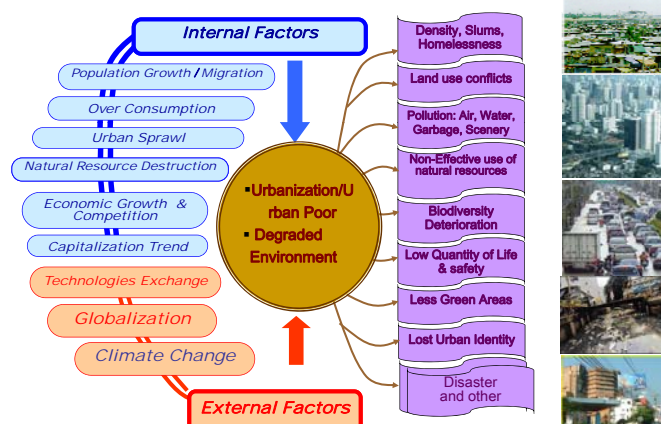 Internal Factors
Population Growth / Migration
Over Consumption
Urban Sprawl
Natural Resource Destruction
Economic Growth &
Competition
Capitalization Trend
Technologies Exchange
Globalization
Climate Change
External Factors
▪Urbanization/U
rban Poor
▪ Degraded
Environment
Density, Slums,
Homelessness
Land use conflicts
Pollution: Air, Water,
Garbage, Scenery
Non-Effective use of
natural resources
Biodiversity
Deterioration
Low Quantity of Life
& safety
Less Green Areas
Lost Urban Identity
Disaster
and other